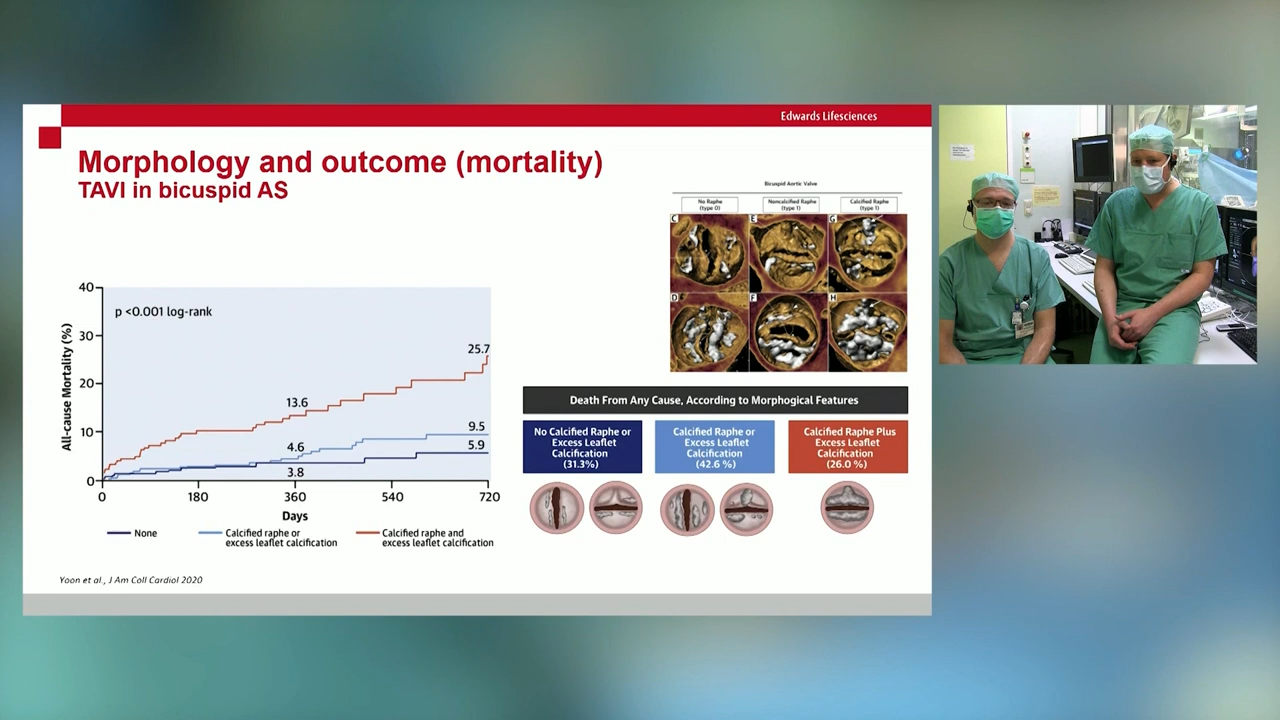 Edwards Lifesciences
Morphology and outcome (mortality)
TAVI in bicuspid AS
Bicuspid Aortic Valve
No Raphe
(type 0)
Noncalcified Raphe
(type 1)
Calcified Raphe
(type 1)
C
E
G
D
F
H
40
30
20
10
0
All-cause Mortality (%)
p <0.001 log-rank
25.7
13.6
9.5
4.6
5.9
3.8
0
180
360
540
720
Days
None
Calcified raphe or
excess leaflet calcification
Calcified raphe and
excess leaflet calcification
Death From Any Cause, According to Morphogical Features
No Calcified Raphe or
Excess Leaflet
Calcification
(31.3%)
Calcified Raphe or
Excess Leaflet
Calcification
(42.6 %)
Calcified Raphe Plus
Excess Leaflet
Calcification
(26.0 %)
Yoon et al., J Am Coll Cardiol 2020